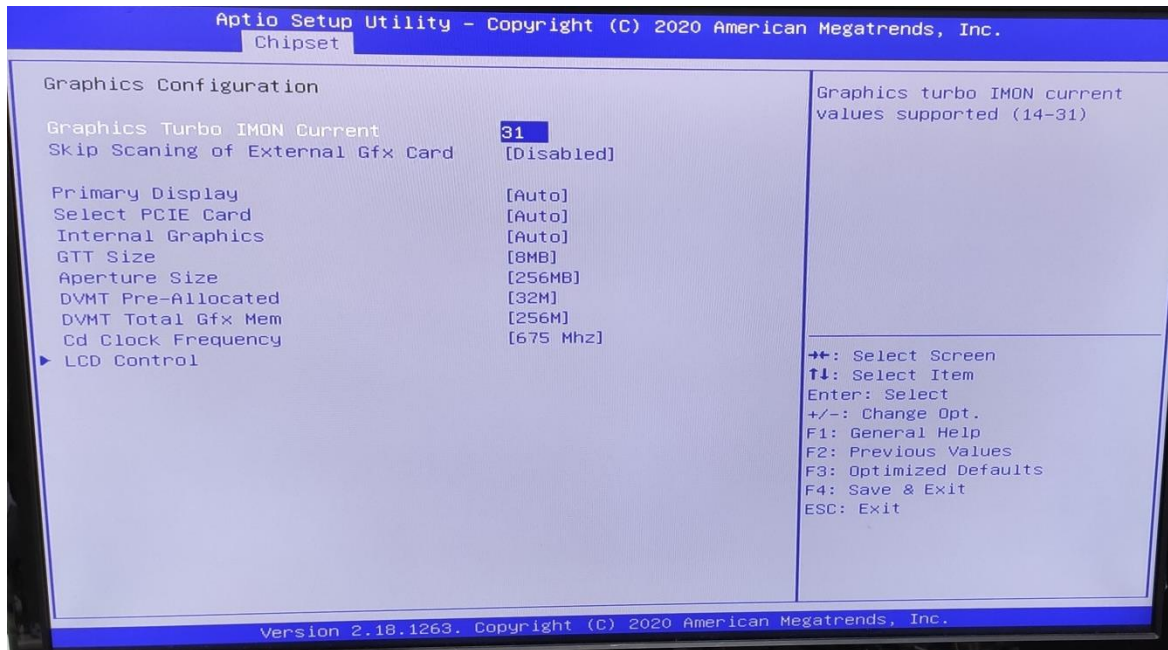 Aptio Setup Utility – Copyright (C) 2020 American Megatrends, Inc.
Chipset
Graphics Configuration
Graphics Turbo IMON Current 31
Skip Scaning of External Gfx Card [Disabled]
Primary Display [Auto]
Select PCIE Card [Auto]
Internal Graphics [Auto]
GTT Size [8MB]
Aperture Size [256MB]
DVMT Pre-Allocated [32M]
DVMT Total Gfx Mem [256M]
Cd Clock Frequency [675 Mhz]
► LCD Control
Graphics turbo IMON current
values supported (14-31)
→←: Select Screen
↑↓: Select Item
Enter: Select
+/-: Change Opt.
F1: General Help
F2: Previous Values
F3: Optimized Defaults
F4: Save & Exit
ESC: Exit
Version 2.18.1263. Copyright (C) 2020 American Megatrends, Inc.